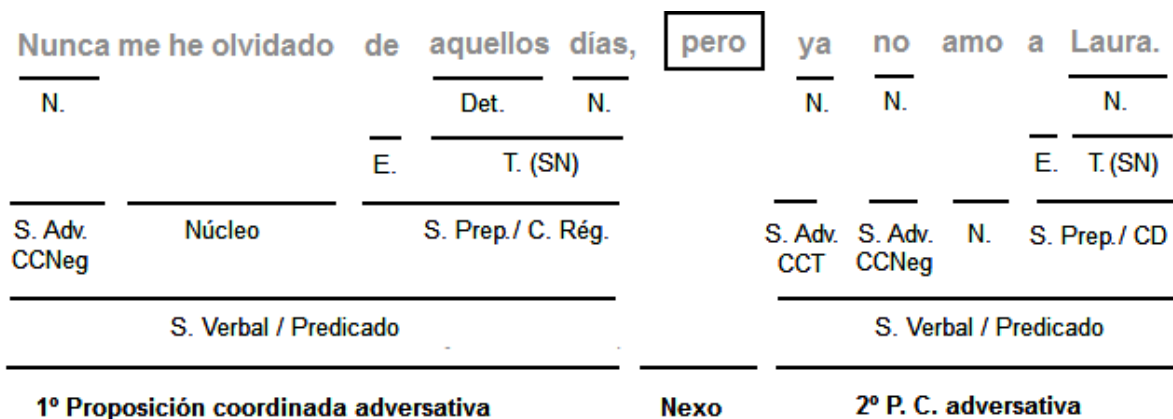 Nunca me he olvidado de aquellos días, pero ya no amo a Laura.
N. Det. N. N. N. N.
E. T. (SN) E. T. (SN)
S. Adv. Núcleo S. Prep./ C. Rég. S. Adv. S. Adv. N. S. Prep./ CD
CCNeg CCT CCNeg
S. Verbal / Predicado S. Verbal / Predicado
1º Proposición coordinada adversativa Nexo 2º P. C. adversativa